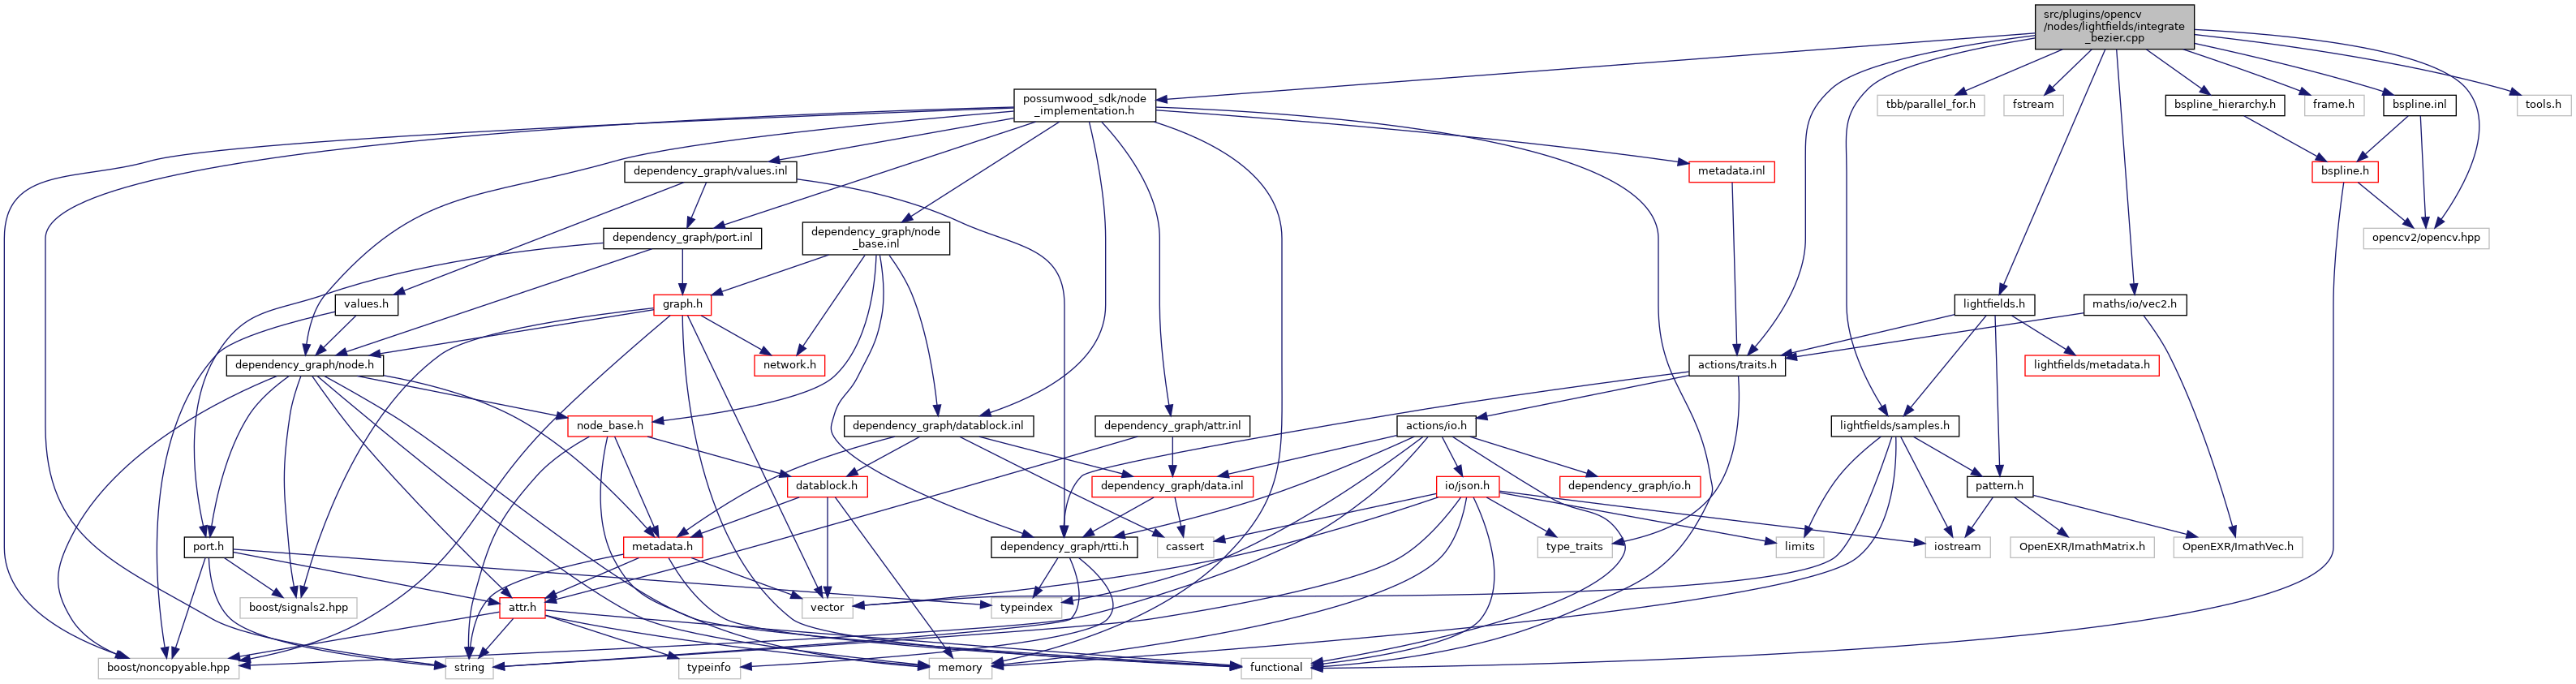 src/plugins/opencv
/nodes/lightfields/integrate
_bezier.cpp
possumwood_sdk/node
_implementation.h
tbb/parallel_for.h
fstream
bspline_hierarchy.h
frame.h
bspline.inl
tools.h
dependency_graph/values.inl
metadata.inl
bspline.h
dependency_graph/port.inl
dependency_graph/node
_base.inl
opencv2/opencv.hpp
values.h
graph.h
lightfields.h
maths/io/vec2.h
dependency_graph/node.h
network.h
actions/traits.h
lightfields/metadata.h
node_base.h
dependency_graph/datablock.inl
dependency_graph/attr.inl
actions/io.h
lightfields/samples.h
datablock.h
dependency_graph/data.inl
io/json.h
dependency_graph/io.h
pattern.h
port.h
metadata.h
dependency_graph/rtti.h
cassert
type_traits
limits
iostream
OpenEXR/ImathMatrix.h
OpenEXR/ImathVec.h
boost/signals2.hpp
attr.h
vector
typeindex
boost/noncopyable.hpp
string
typeinfo
memory
functional